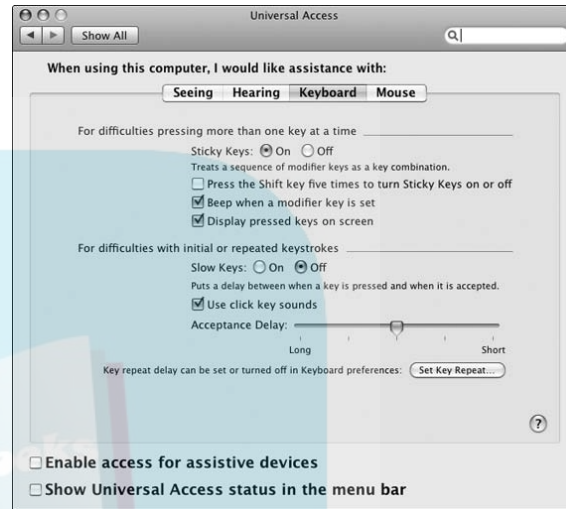 Universal Access
Show All
When using this computer, I would like assistance with:
Seeing Hearing Keyboard Mouse
For difficulties pressing more than one key at a time
Sticky Keys: On Off
Treats a sequence of modifier keys as a key combination.
Press the Shift key five times to turn Sticky Keys on or off
Beep when a modifier key is set
Display pressed keys on screen
For difficulties with initial or repeated keystrokes
Slow Keys: On Off
Puts a delay between when a key is pressed and when it is accepted.
Use click key sounds
Acceptance Delay:
Long Short
Key repeat delay can be set or turned off in Keyboard preferences: Set Key Repeat...
?
Enable access for assistive devices
Show Universal Access status in the menu bar